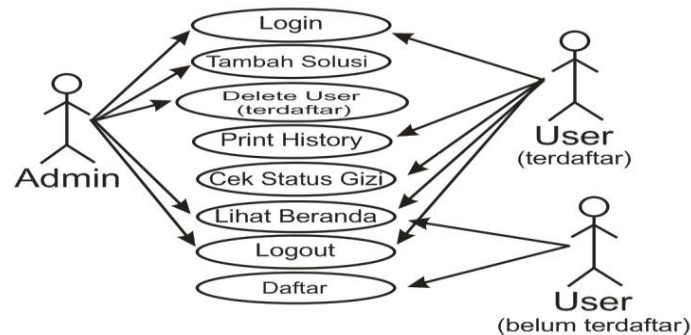 Login
Tambah Solusi
Delete User
(terdaftar)
Print History
Cek Status Gizi
Lihat Beranda
Logout
Daftar
Admin
User
(terdaftar)
User
(belum terdaftar)